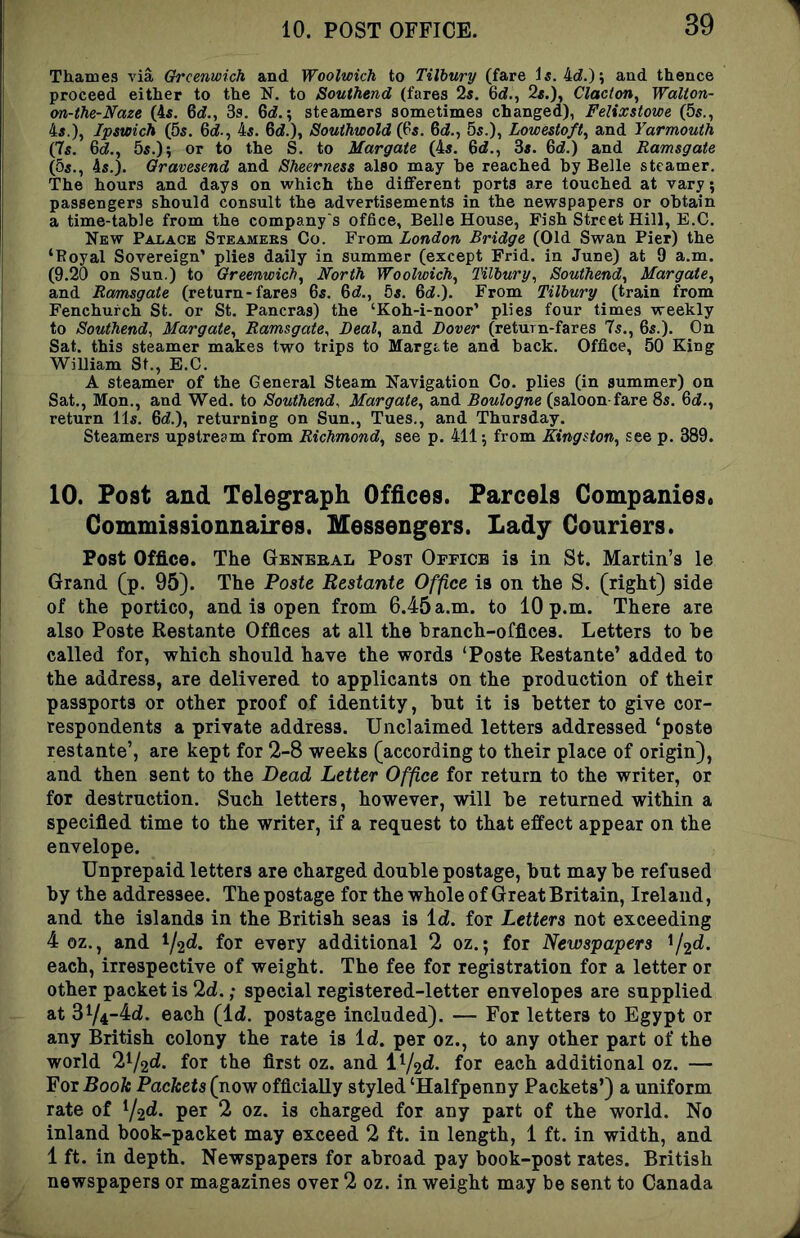 10. POST OFFICE.
39
Thames viâ Greenwich and Woolwich to Tilbury (fare 1s. 4d.); and thence
proceed either to the N. to Southend (fares 2s. 6d., 2s.), Clacton, Walton-
on-the-Naze (4s. 6d., 3s. 6d.; steamers sometimes changed), Felixstowe (5s.,
4s.), Ipswich (5s. 6d., 4s. 6d.), Southwold (6s. 6d., 5s.), Lowestoft, and Yarmouth
(7s. 6d., 5s.); or to the S. to Margate (4s. 6d., 3s. 6d.) and Ramsgate
(5s., 4s.). Gravesend and Sheerness also may be reached by Belle steamer.
The hours and days on which the different ports are touched at vary;
passengers should consult the advertisements in the newspapers or obtain
a time-table from the company's office, Belle House, Fish Street Hill, E.C.
New Palace Steamers Co. From London Bridge (Old Swan Pier) the
‘Royal Sovereign’ plies daily in summer (except Frid. in June) at 9 a.m.
(9.20 on Sun.) to Greenwich, North Woolwich, Tilbury, Southend, Margate,
and Ramsgate (return-fares 6s. 6d., 5s. 6d.). From Tilbury (train from
Fenchurch St. or St. Pancras) the ‘Koh-i-noor’ plies four times weekly
to Southend, Margate, Ramsgate, Deal, and Dover (return-fares 7s., 6s.). On
Sat. this steamer makes two trips to Margate and back. Office, 50 King
William St., E.C.
A steamer of the General Steam Navigation Co. plies (in summer) on
Sat., Mon., and Wed. to Southend, Margate, and Boulogne (saloon-fare 8s. 6d.,
return 11s. 6d.), returning on Sun., Tues., and Thursday.
Steamers upstream from Richmond, see p. 411; from Kingston, see p. 389.
10. Post and Telegraph Offices. Parcels Companies.
Commissionnaires. Messengers. Lady Couriers.
Post Office. The General Post Office is in St. Martin’s le
Grand (p. 95). The Poste Restante Office is on the S. (right) side
of the portico, and is open from 6.45 a.m. to 10 p.m. There are
also Poste Restante Offices at all the branch-offices. Letters to be
called for, which should have the words ‘Poste Restante’ added to
the address, are delivered to applicants on the production of their
passports or other proof of identity, but it is better to give cor-
respondents a private address. Unclaimed letters addressed ‘poste
restante’, are kept for 2-8 weeks (according to their place of origin),
and then sent to the Dead Letter Office for return to the writer, or
for destruction. Such letters, however, will be returned within a
specified time to the writer, if a request to that effect appear on the
envelope.
Unprepaid letters are charged double postage, but may be refused
by the addressee. The postage for the whole of Great Britain, Ireland,
and the islands in the British seas is 1d. for Letters not exceeding
4 oz., and 1/2d. for every additional 2 oz.; for Newspapers 1/2d.
each, irrespective of weight. The fee for registration for a letter or
other packet is 2d.; special registered-letter envelopes are supplied
at 31/4-4d. each (1d. postage included). — For letters to Egypt or
any British colony the rate is 1d. per oz., to any other part of the
world 21/2d. for the first oz. and 11/2d. for each additional oz. —
For Book Packets (now officially styled ‘Halfpenny Packets’) a uniform
rate of 1/2d. per 2 oz. is charged for any part of the world. No
inland book-packet may exceed 2 ft. in length, 1 ft. in width, and
1 ft. in depth. Newspapers for abroad pay book-post rates. British
newspapers or magazines over 2 oz. in weight may be sent to Canada